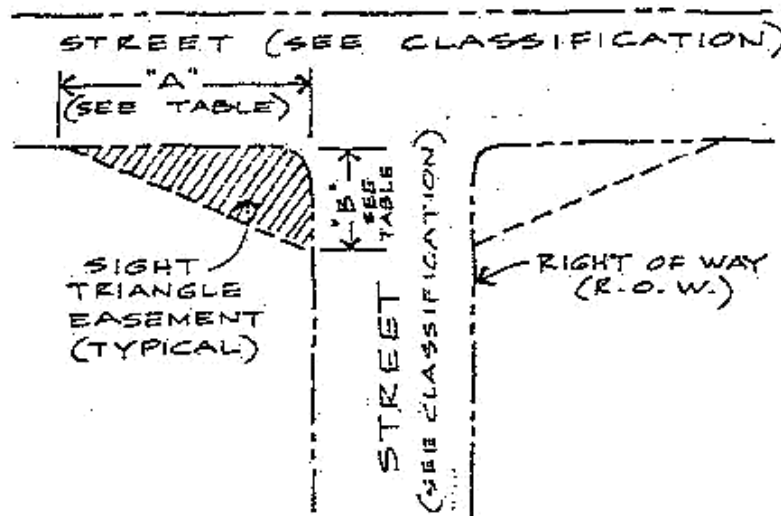 STREET (SEE CLASSIFICATION)
"A"
(SEE TABLE)
"B"
SEE
TABLE
SIGHT
TRIANGLE
EASEMENT
(TYPICAL)
STREET
(SEE CLASSIFICATION)
RIGHT OF WAY
(R.O.W.)